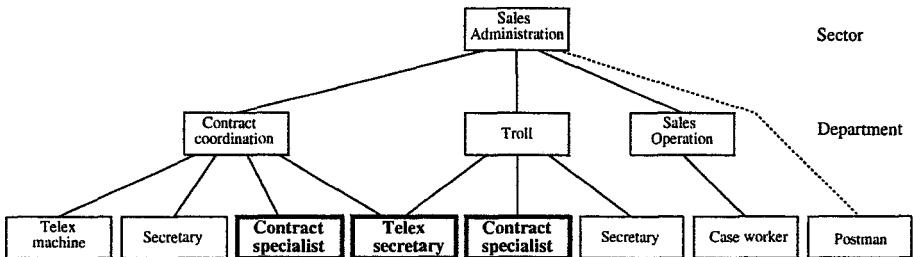 Sales
Administration
Sector
Contract
coordination
Troll
Sales
Operation
Department
Telex
machine
Secretary
Contract
specialist
Telex
secretary
Contract
specialist
Secretary
Case worker
Postman